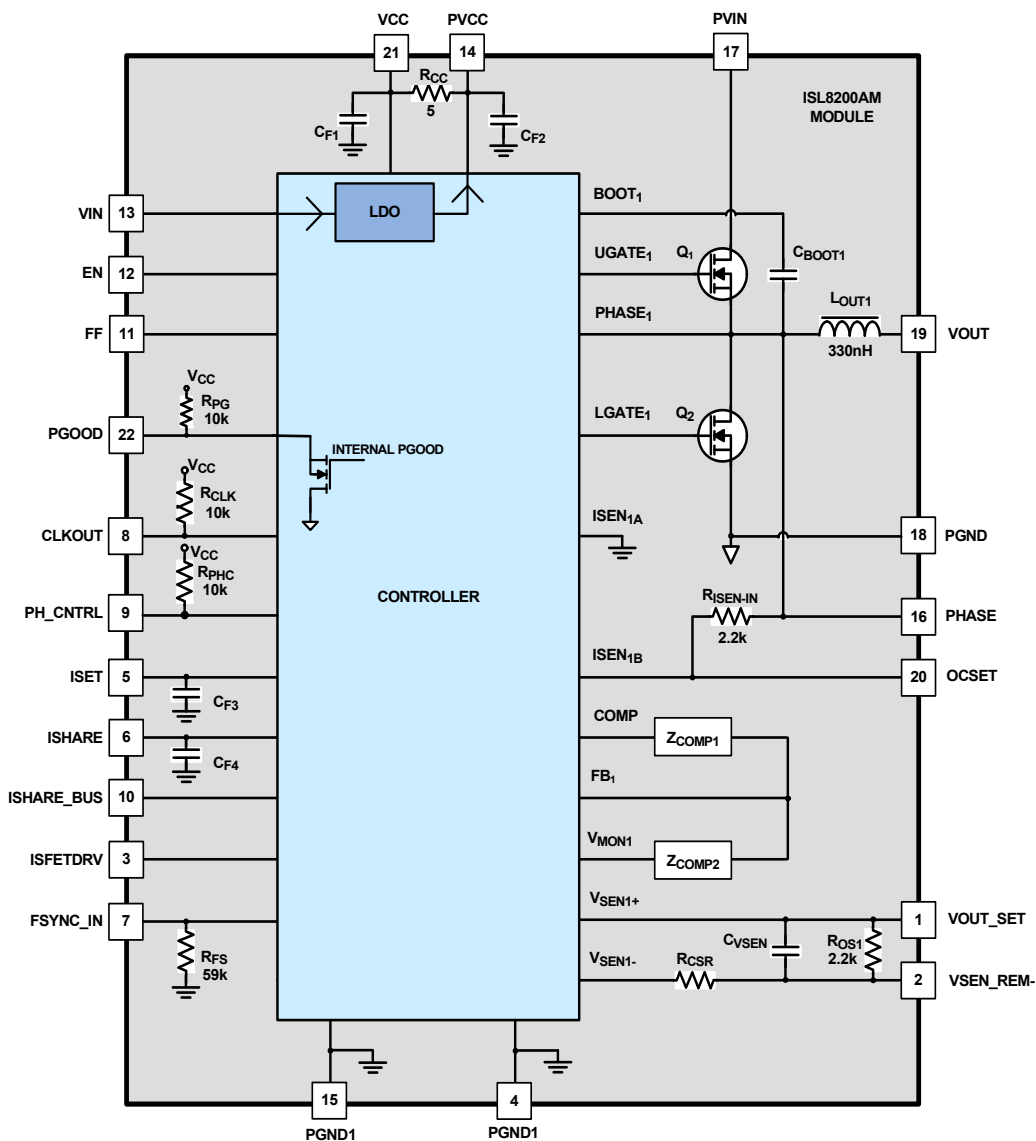 VCC
PVCC
PVIN
21
14
17
RCC
5
CF1
CF2
ISL8200AM
MODULE
VIN
13
LDO
BOOT1
EN
12
UGATE1
Q1
CBOOT1
FF
11
PHASE1
LOUT1
330nH
19
VOUT
VCC
RPG
10k
PGOOD
22
INTERNAL PGOOD
LGATE1
Q2
VCC
RCLK
10k
CLKOUT
8
ISEN1A
18
PGND
VCC
RPHC
10k
PH_CNTRL
9
CONTROLLER
RISEN-IN
2.2k
16
PHASE
ISET
5
CF3
ISEN1B
20
OCSET
ISHARE
6
CF4
COMP
ZCOMP1
ISHARE_BUS
10
FB1
ISFETDRV
3
VMON1
ZCOMP2
FSYNC_IN
7
RFS
59k
VSEN1+
CVSEN
ROS1
2.2k
1
VOUT_SET
VSEN1-
RCSR
2
VSEN_REM-
15
4
PGND1
PGND1